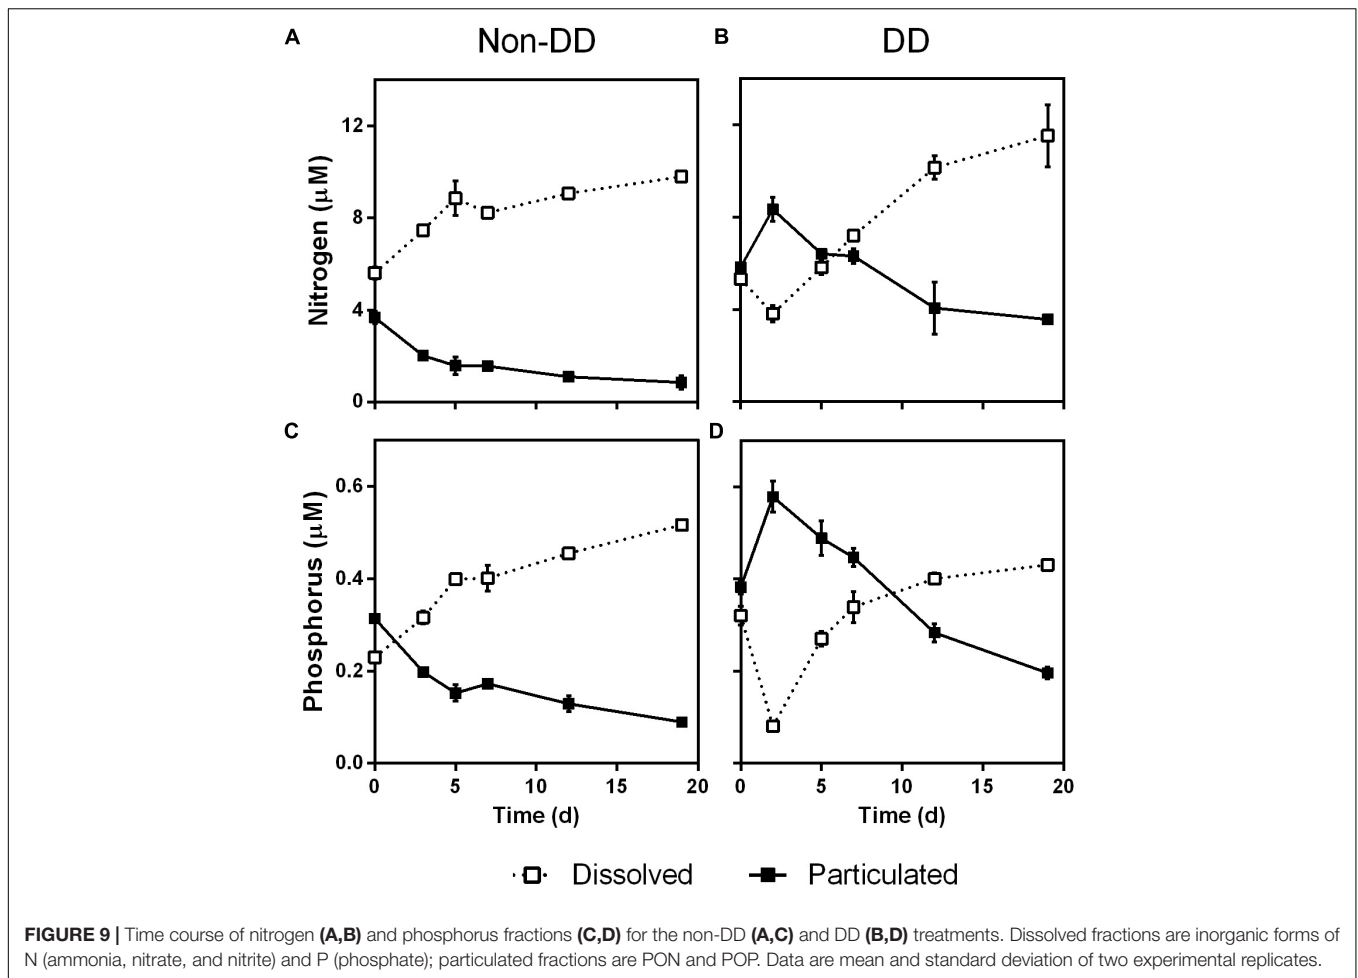 A
Non-DD
B
DD
12
8
4
0
Nitrogen (µM)
C
D
0.6
0.4
0.2
0.0
Phosphorus (µM)
0 5 10 15 20
0 5 10 15 20
Time (d)
Time (d)
Dissolved
Particulated
FIGURE 9 | Time course of nitrogen (A,B) and phosphorus fractions (C,D) for the non-DD (A,C) and DD (B,D) treatments. Dissolved fractions are inorganic forms of
N (ammonia, nitrate, and nitrite) and P (phosphate); particulated fractions are PON and POP. Data are mean and standard deviation of two experimental replicates.